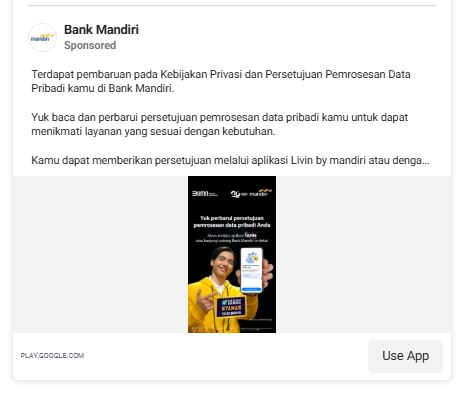 Bank Mandiri
Sponsored
mandiri
Terdapat pembaruan pada Kebijakan Privasi dan Persetujuan Pemrosesan Data
Pribadi kamu di Bank Mandiri.
Yuk baca dan perbarui persetujuan pemrosesan data pribadi kamu untuk dapat
menikmati layanan yang sesuai dengan kebutuhan.
Kamu dapat memberikan persetujuan melalui aplikasi Livin by mandiri atau denga...
BUMN
mandiri
Yuk perbarui persetujuan
pemrosesan data pribadi Anda
NYAMAN
PLAY.GOOGLE.COM
Use App